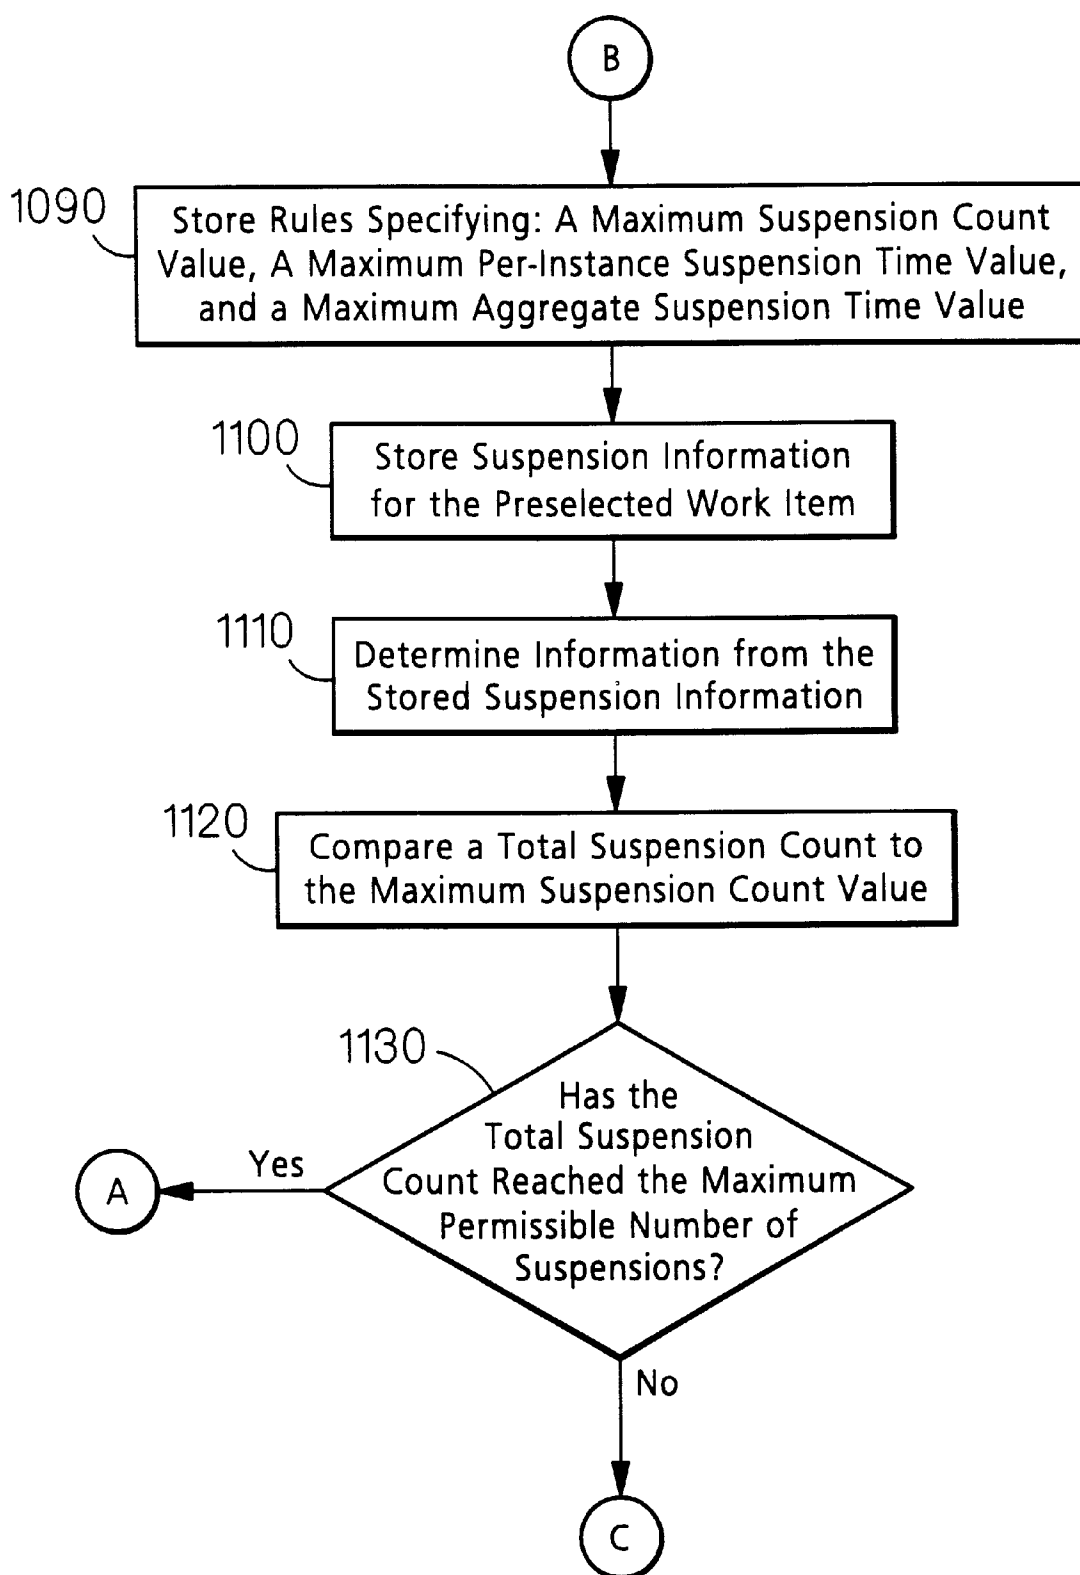 B
1090
Store Rules Specifying: A Maximum Suspension Count
Value, A Maximum Per-Instance Suspension Time Value,
and a Maximum Aggregate Suspension Time Value
1100
Store Suspension Information
for the Preselected Work Item
1110
Determine Information from the
Stored Suspension Information
1120
Compare a Total Suspension Count to
the Maximum Suspension Count Value
1130
Has the
Total Suspension
Count Reached the Maximum
Permissible Number of
Suspensions?
Yes
A
No
C